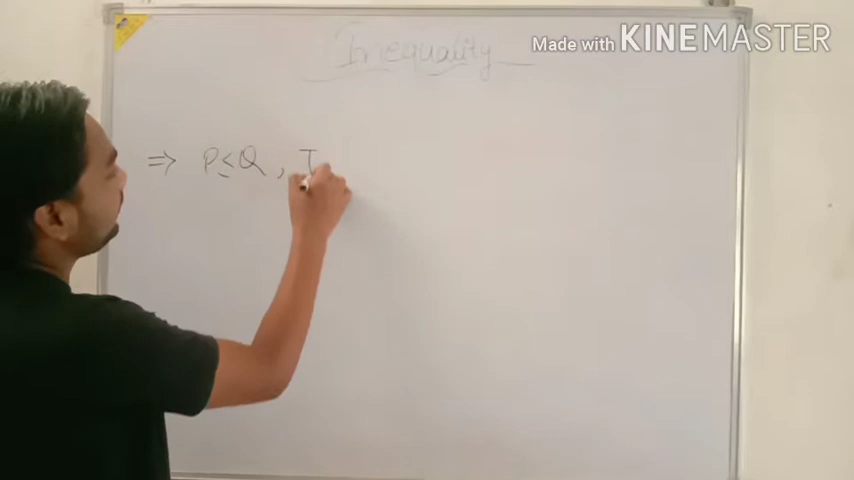 Made with KINEMASTER
Inequality
⇒ P ≤ Q , I